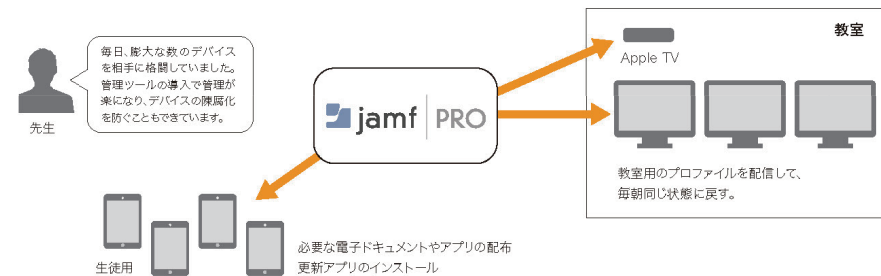 毎日、膨大な数のデバイス
を相手に格闘していました。
管理ツールの導入で管理が
楽になり、デバイスの陳腐化
を防ぐこともできています。
先生
jamf PRO
教室
Apple TV
教室用のプロファイルを配信して、
毎朝同じ状態に戻す。
生徒用
必要な電子ドキュメントやアプリの配布
更新アプリのインストール